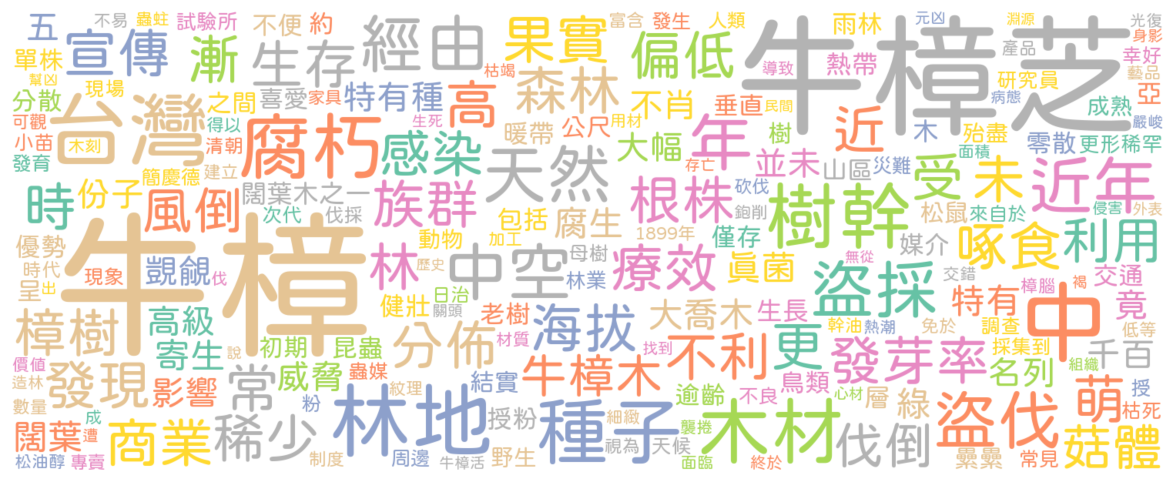 五 蟲蛀 不易 試驗所 不便 約 經由 果實 富含 發生 人類 雨林 元凶 淵源 光復
單株 宣傳 漸 生存 枯竭 偏低 牛樟芝 導致 熱帶 產品 研究員 幸好 身影
幫凶 現場 喜愛 家具 特有種 高 森林 不肖 垂直 民間 病態 藝品 亞
分散 台灣 之間 得以 生死 暖帶 公尺 用材 年 樹 近 木 殆盡 成熟 嚴峻
可觀 木刻 清朝 腐朽 感染 大幅 並未 山區 災難 面積 零散 更形稀罕
小苗 發育 簡慶德 建立 天然 存亡 砍伐 受 未 近年
時 份子 風倒 闊葉木之一 族群 包括 腐生 根株 鉋削 樹幹 松鼠 來自於 侵害 外表
次代 伐採 動物 加工 1899年 僅存 媒介 啄食 利用
優勢 牛樟 林 中空 母樹 療效 真菌 無從 交錯 交通
時代 現象 覬覦 伐 歷史 林業 盜採 樟腦 褐
呈 出 健壯 日治 關頭 特有 中 竟
樟樹 高級 老樹 海拔 大喬木 生長 幹油 熱潮 免於 調查 低等
寄生 初期 昆蟲 分佈 材質 找到 不利 更 發芽率 採集到 千百
價值 說 威脅 蟲媒 結實 牛樟木 鳥類 名列 組織
造林 發現 影響 常 紋理 逾齡 不良 心材 層 綠 萌 授
數量 成 粉 林地 授粉 種子 細緻 木材 盜伐 枯死
闊葉 遭 商業 稀少 襲捲 伐倒 菇體
松油醇 專賣 制度 周邊 牛樟活 野生 視為 天候 面臨 終於 纍纍 常見